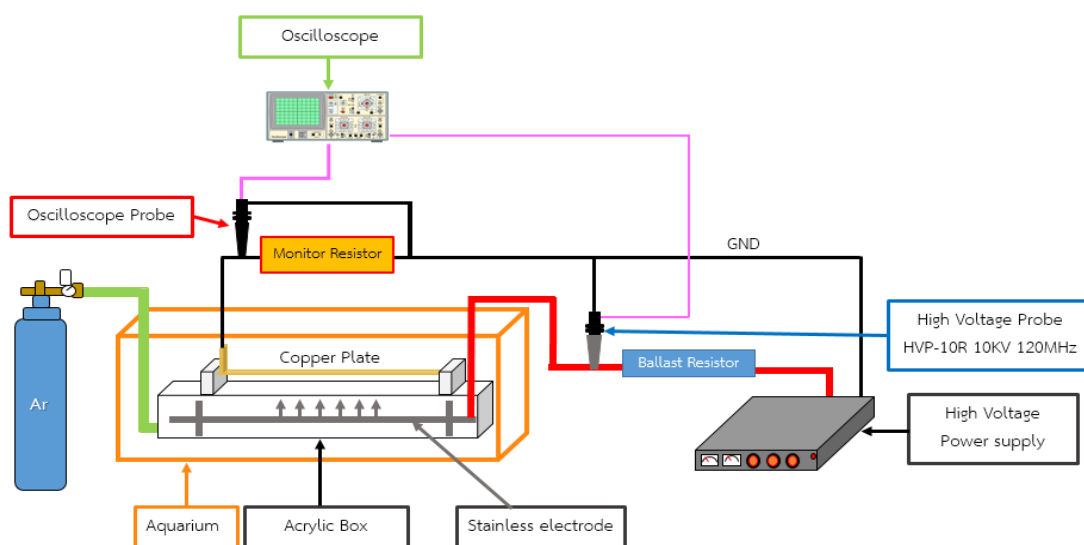 Oscilloscope
Oscilloscope Probe
Monitor Resistor
GND
High Voltage Probe
HVP-10R 10KV 120MHz
Copper Plate
Ballast Resistor
Ar
High Voltage
Power supply
Aquarium
Acrylic Box
Stainless electrode